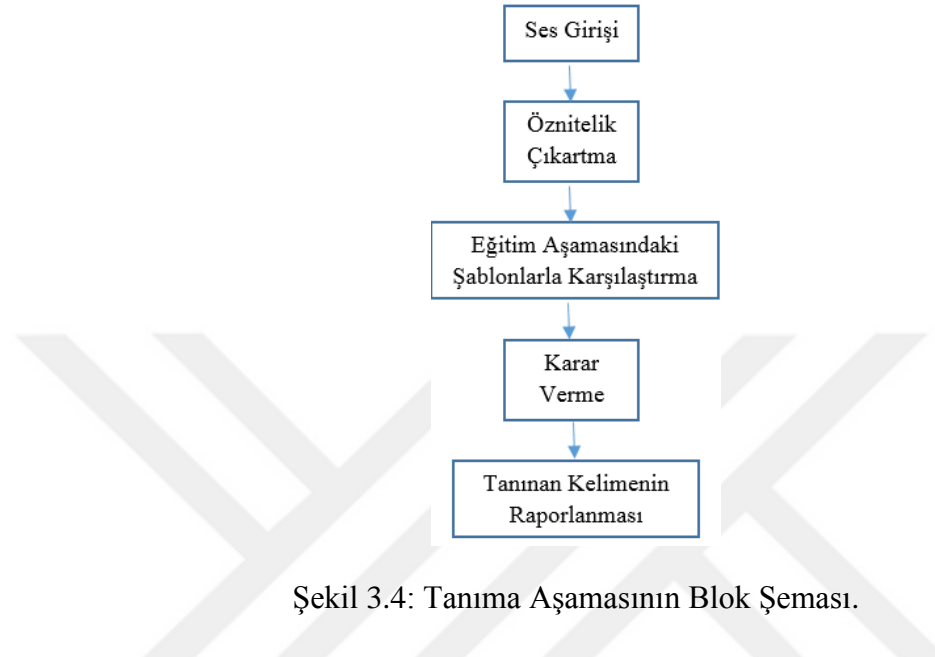 Ses Girişi
Öznitelik
Çıkartma
Eğitim Aşamasındaki
Şablonlarla Karşılaştırma
Karar
Verme
Tanınan Kelimenin
Raporlanması
Şekil 3.4: Tanıma Aşamasının Blok Şeması.